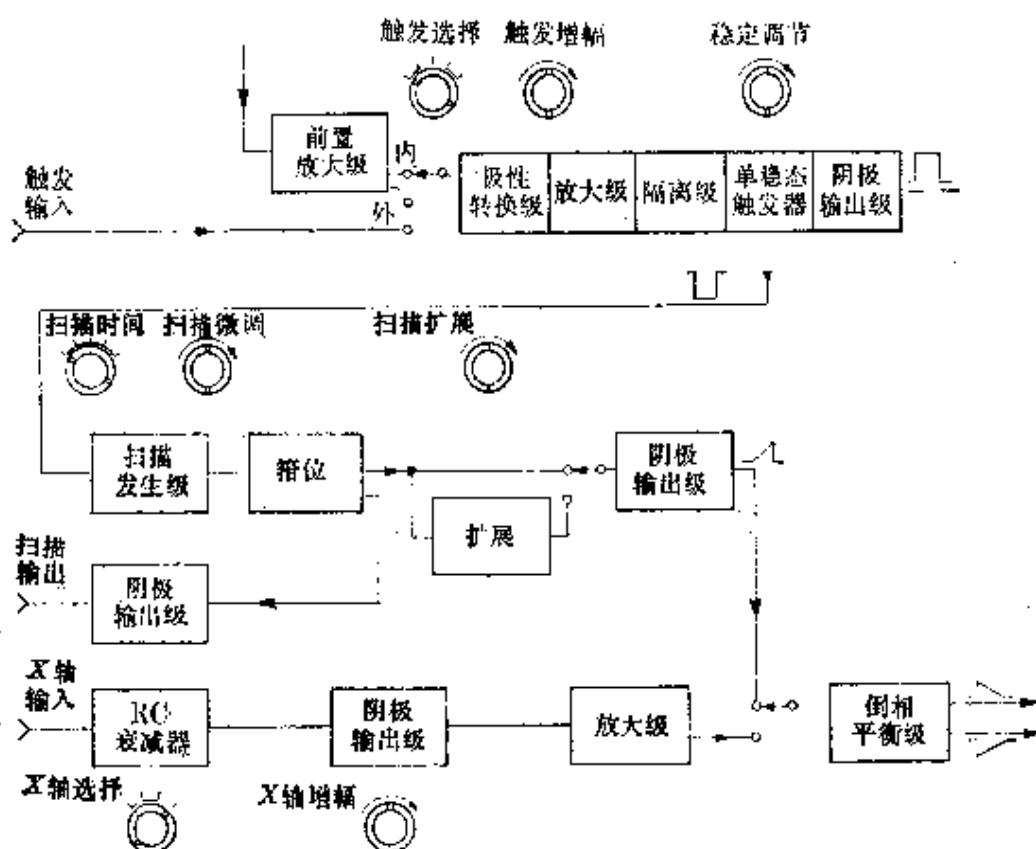 触发选择 触发增幅 稳定调节
前置
放大级
内
外
触发
输入
极性
转换级
放大级
隔离级
单稳态
触发器
阴极
输出级
扫描时间 扫描微调 扫描扩展
扫描
发生级
箝位
阴极
输出级
扩展
扫描
输出
阴极
输出级
X轴
输入
RC
衰减器
阴极
输出级
放大级
倒相
平衡级
X轴选择 X轴增幅